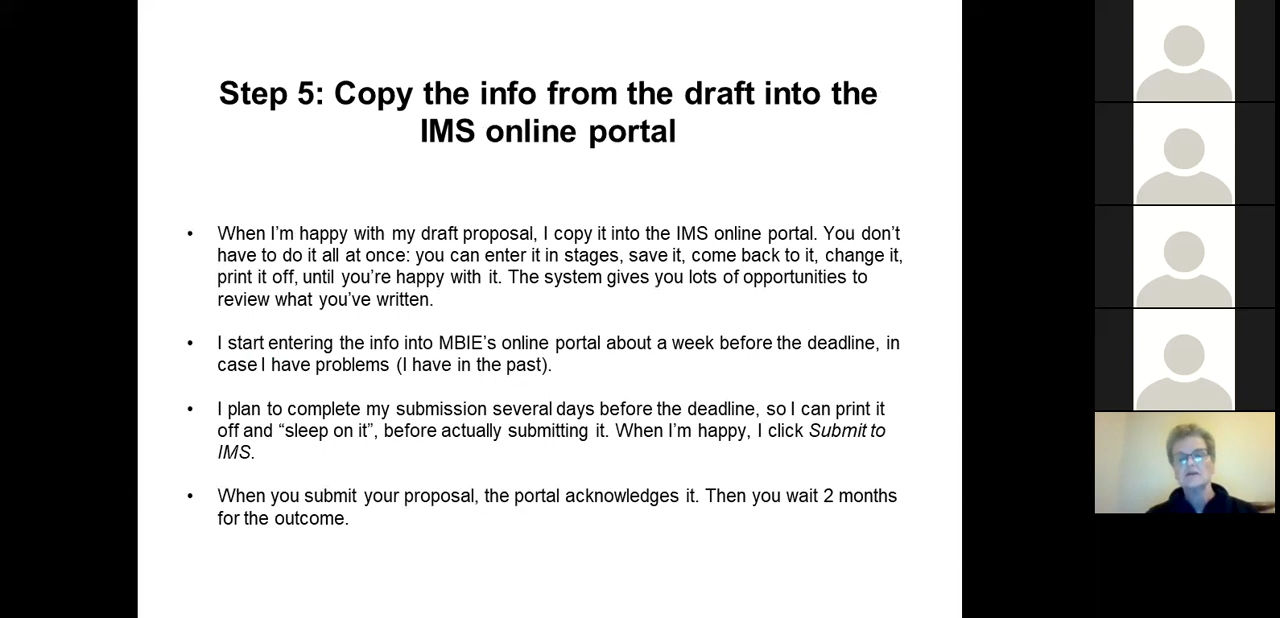 Step 5: Copy the info from the draft into the
IMS online portal
• When I'm happy with my draft proposal, I copy it into the IMS online portal. You don't
have to do it all at once: you can enter it in stages, save it, come back to it, change it,
print it off, until you're happy with it. The system gives you lots of opportunities to
review what you've written.
• I start entering the info into MBIE's online portal about a week before the deadline, in
case I have problems (I have in the past).
• I plan to complete my submission several days before the deadline, so I can print it
off and “sleep on it”, before actually submitting it. When I'm happy, I click Submit to
IMS.
• When you submit your proposal, the portal acknowledges it. Then you wait 2 months
for the outcome.